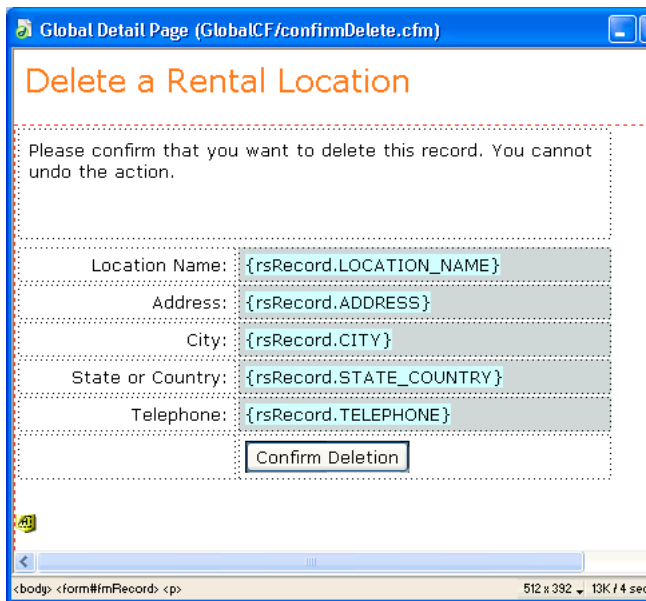 Global Detail Page (GlobalCF/confirmDelete.cfm)
Delete a Rental Location
Please confirm that you want to delete this record. You cannot
undo the action.
Location Name: {rsRecord.LOCATION_NAME}
Address: {rsRecord.ADDRESS}
City: {rsRecord.CITY}
State or Country: {rsRecord.STATE_COUNTRY}
Telephone: {rsRecord.TELEPHONE}
Confirm Deletion
<body> <form#fmRecord> <p> 512 x 392 13K / 4 sec